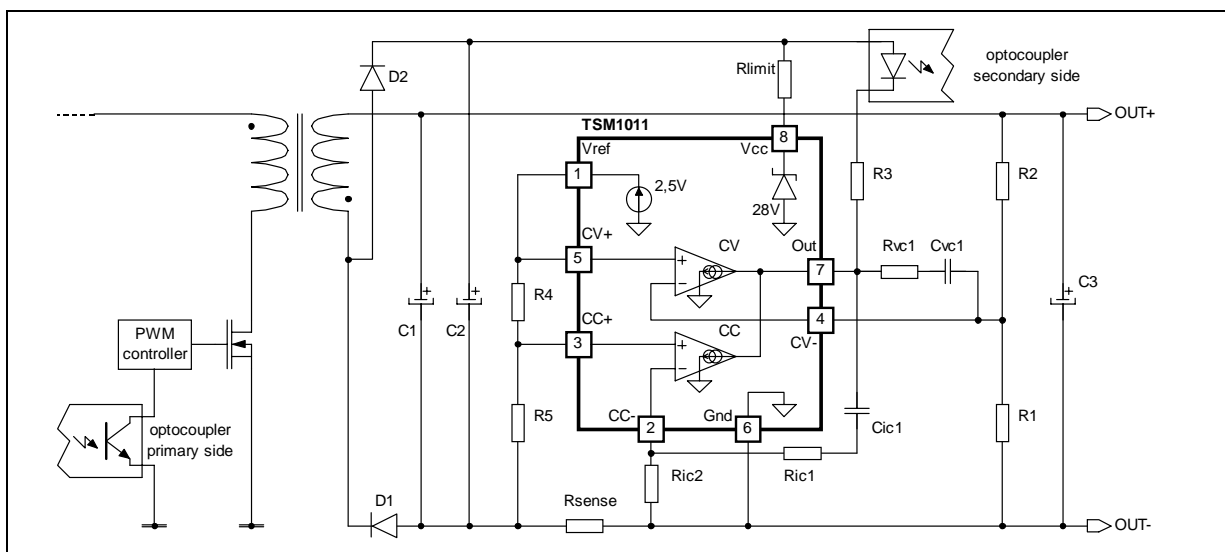 D2
Rlimit
optocoupler
secondary side
OUT+
TSM1011
Vref
Vcc
8
1
2,5V
28V
R3
R2
CV+
CV
Out
Rvc1
Cvc1
5
+
-
7
R4
+
C1
+
C2
+
C3
CC+
CC
4
3
+
-
CV-
PWM
controller
R5
CC-
Gnd
2
6
Cic1
R1
optocoupler
primary side
Ric1
D1
Rsense
Ric2
OUT-